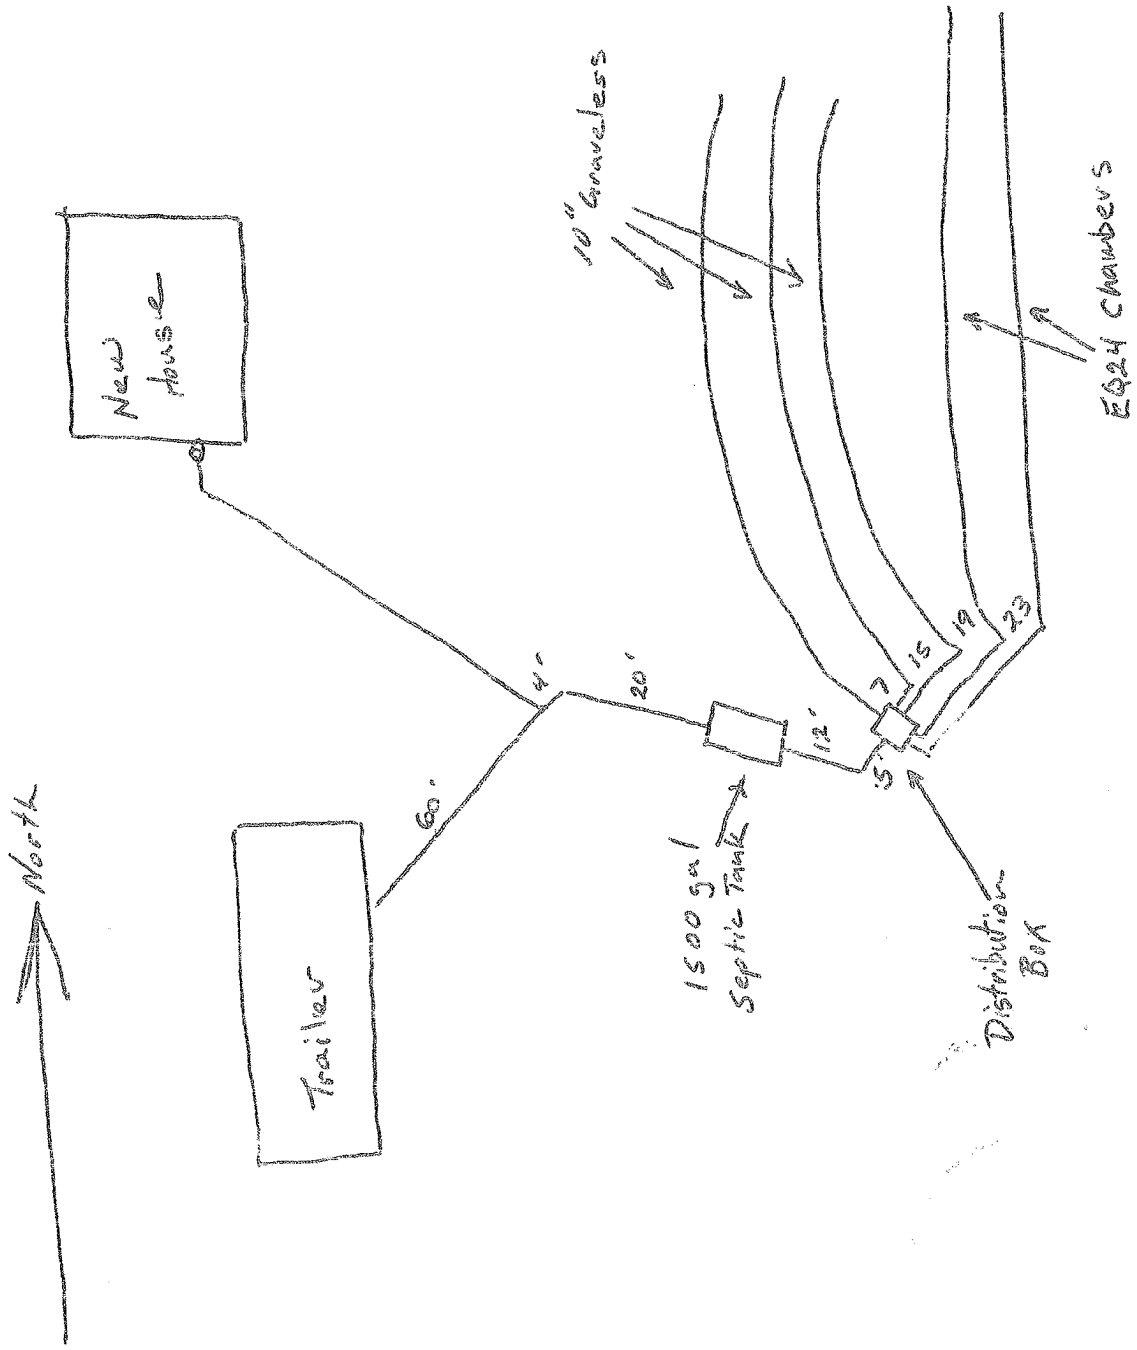 North
New
House
Trailer
60'
4'
20'
10" Graveless
1500 gal
Septic Tank
12'
5'
7
15
19
23
Distribution
Box
EQ24 Chambers